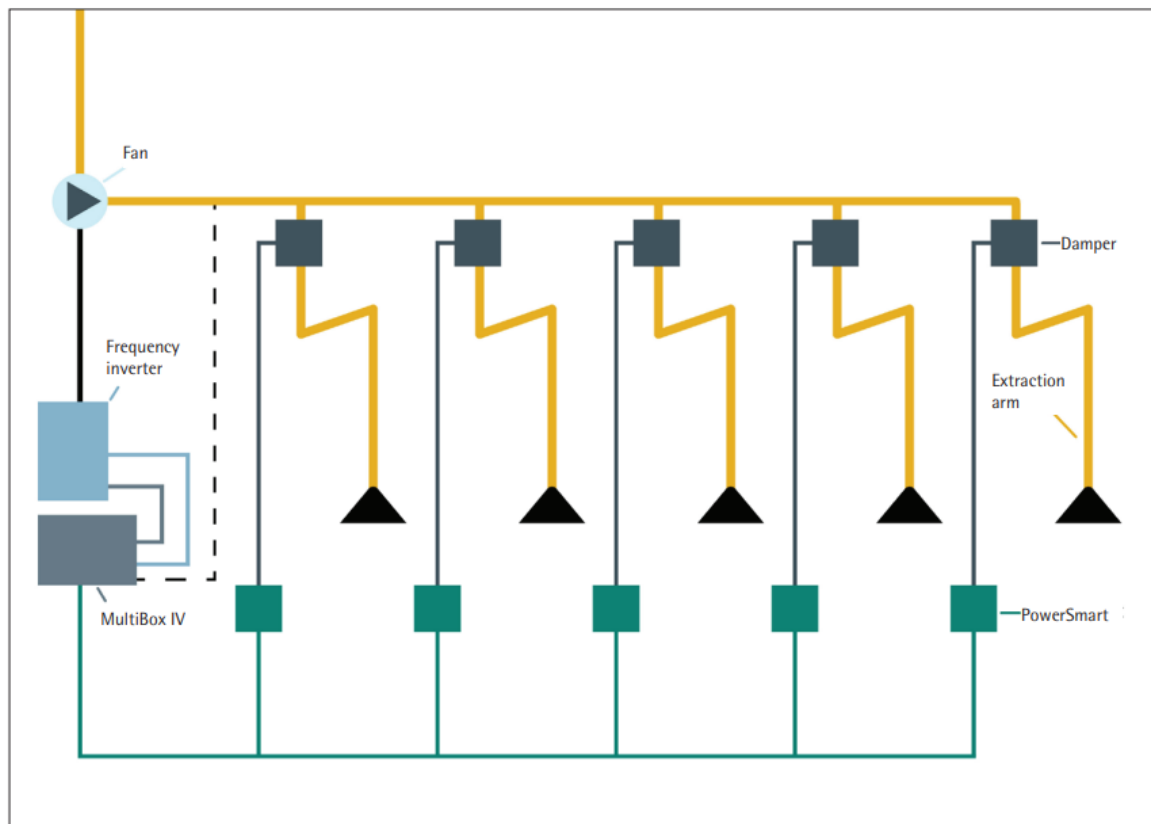 Fan
Damper
Frequency
inverter
Extraction
arm
MultiBox IV
PowerSmart